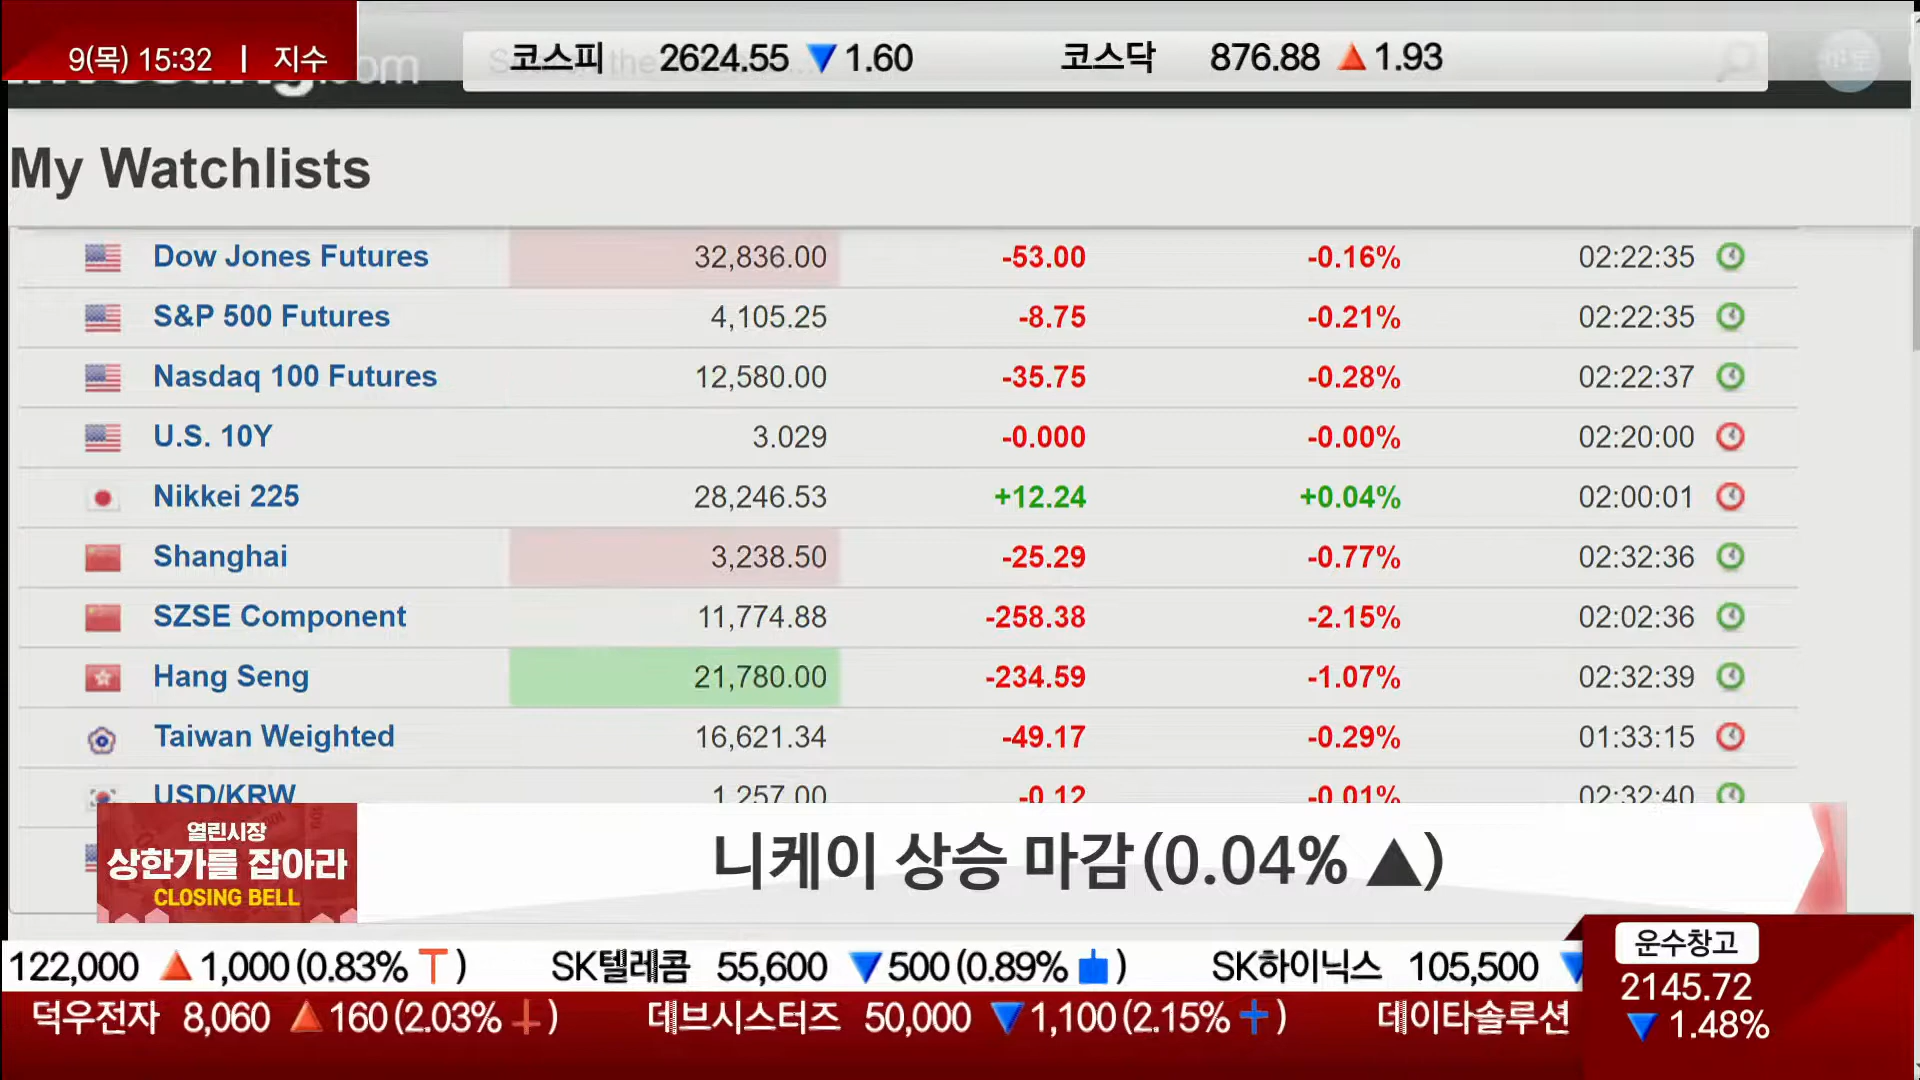 9(목) 15:32 | 지수
코스피 2624.55 ▼1.60 코스닥 876.88 ▲1.93
My Watchlists
Dow Jones Futures 32,836.00 -53.00 -0.16% 02:22:35
S&P 500 Futures 4,105.25 -8.75 -0.21% 02:22:35
Nasdaq 100 Futures 12,580.00 -35.75 -0.28% 02:22:37
U.S. 10Y 3.029 -0.000 -0.00% 02:20:00
Nikkei 225 28,246.53 +12.24 +0.04% 02:00:01
Shanghai 3,238.50 -25.29 -0.77% 02:32:36
SZSE Component 11,774.88 -258.38 -2.15% 02:02:36
Hang Seng 21,780.00 -234.59 -1.07% 02:32:39
Taiwan Weighted 16,621.34 -49.17 -0.29% 01:33:15
USD/KRW 1,257.00 -0.12 -0.01% 02:32:40
열린시장
상한가를 잡아라
CLOSING BELL
니케이 상승 마감(0.04% ▲)
122,000 ▲1,000(0.83% ) SK텔레콤 55,600 ▼500(0.89% ) SK하이닉스 105,500 ▼
덕우전자 8,060 ▲160(2.03% ) 데브시스터즈 50,000 ▼1,100(2.15% ) 데이타솔루션
운수창고
2145.72
▼ 1.48%